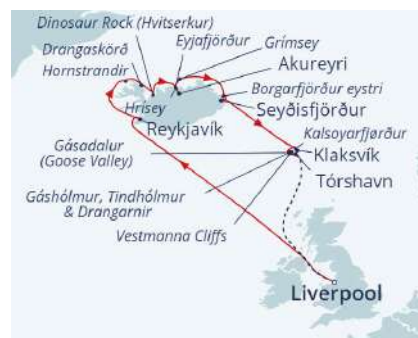 Dinosaur Rock (Hvitserkur)
Drangaskörð
Hornstrandir
Eyjafjörður
Grímsey
Akureyri
Hrísey
Borgarfjörður eystri
Seyðisfjörður
Reykjavík
Kalsoyarfjørður
Gásadalur
(Goose Valley)
Klaksvík
Tórshavn
Gáshólmur, Tindhólmur
& Drangarnir
Vestmanna Cliffs
Liverpool